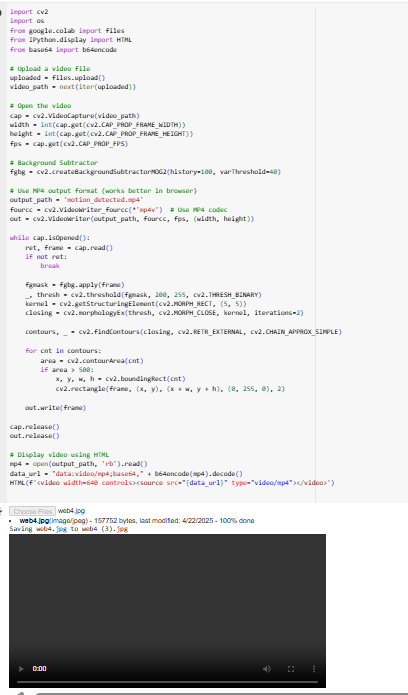 import cv2
import os
from google.colab import files
from IPython.display import HTML
from base64 import b64encode
# Upload a video file
uploaded = files.upload()
video_path = next(iter(uploaded))
# Open the video
cap = cv2.VideoCapture(video_path)
width = int(cap.get(cv2.CAP_PROP_FRAME_WIDTH))
height = int(cap.get(cv2.CAP_PROP_FRAME_HEIGHT))
fps = cap.get(cv2.CAP_PROP_FPS)
# Background Subtractor
fgbg = cv2.createBackgroundSubtractorMOG2(history=100, varThreshold=40)
# Use MP4 output format (works better in browser)
output_path = 'motion_detected.mp4'
fourcc = cv2.VideoWriter_fourcc(*'mp4v')  # Use MP4 codec
out = cv2.VideoWriter(output_path, fourcc, fps, (width, height))
while cap.isOpened():
    ret, frame = cap.read()
    if not ret:
        break
    fgmask = fgbg.apply(frame)
    _, thresh = cv2.threshold(fgmask, 200, 255, cv2.THRESH_BINARY)
    kernel = cv2.getStructuringElement(cv2.MORPH_RECT, (5, 5))
    closing = cv2.morphologyEx(thresh, cv2.MORPH_CLOSE, kernel, iterations=2)
    contours, _ = cv2.findContours(closing, cv2.RETR_EXTERNAL, cv2.CHAIN_APPROX_SIMPLE)
    for cnt in contours:
        area = cv2.contourArea(cnt)
        if area > 500:
            x, y, w, h = cv2.boundingRect(cnt)
            cv2.rectangle(frame, (x, y), (x + w, y + h), (0, 255, 0), 2)
    out.write(frame)
cap.release()
out.release()
# Display video using HTML
mp4 = open(output_path, 'rb').read()
data_url = "data:video/mp4;base64," + b64encode(mp4).decode()
HTML(f'<video width=640 controls><source src="{data_url}" type="video/mp4"></video>')
Choose Files web4.jpg
• web4.jpg(image/jpeg) - 157752 bytes, last modified: 4/22/2025 - 100% done
Saving web4.jpg to web4 (3).jpg
0:00